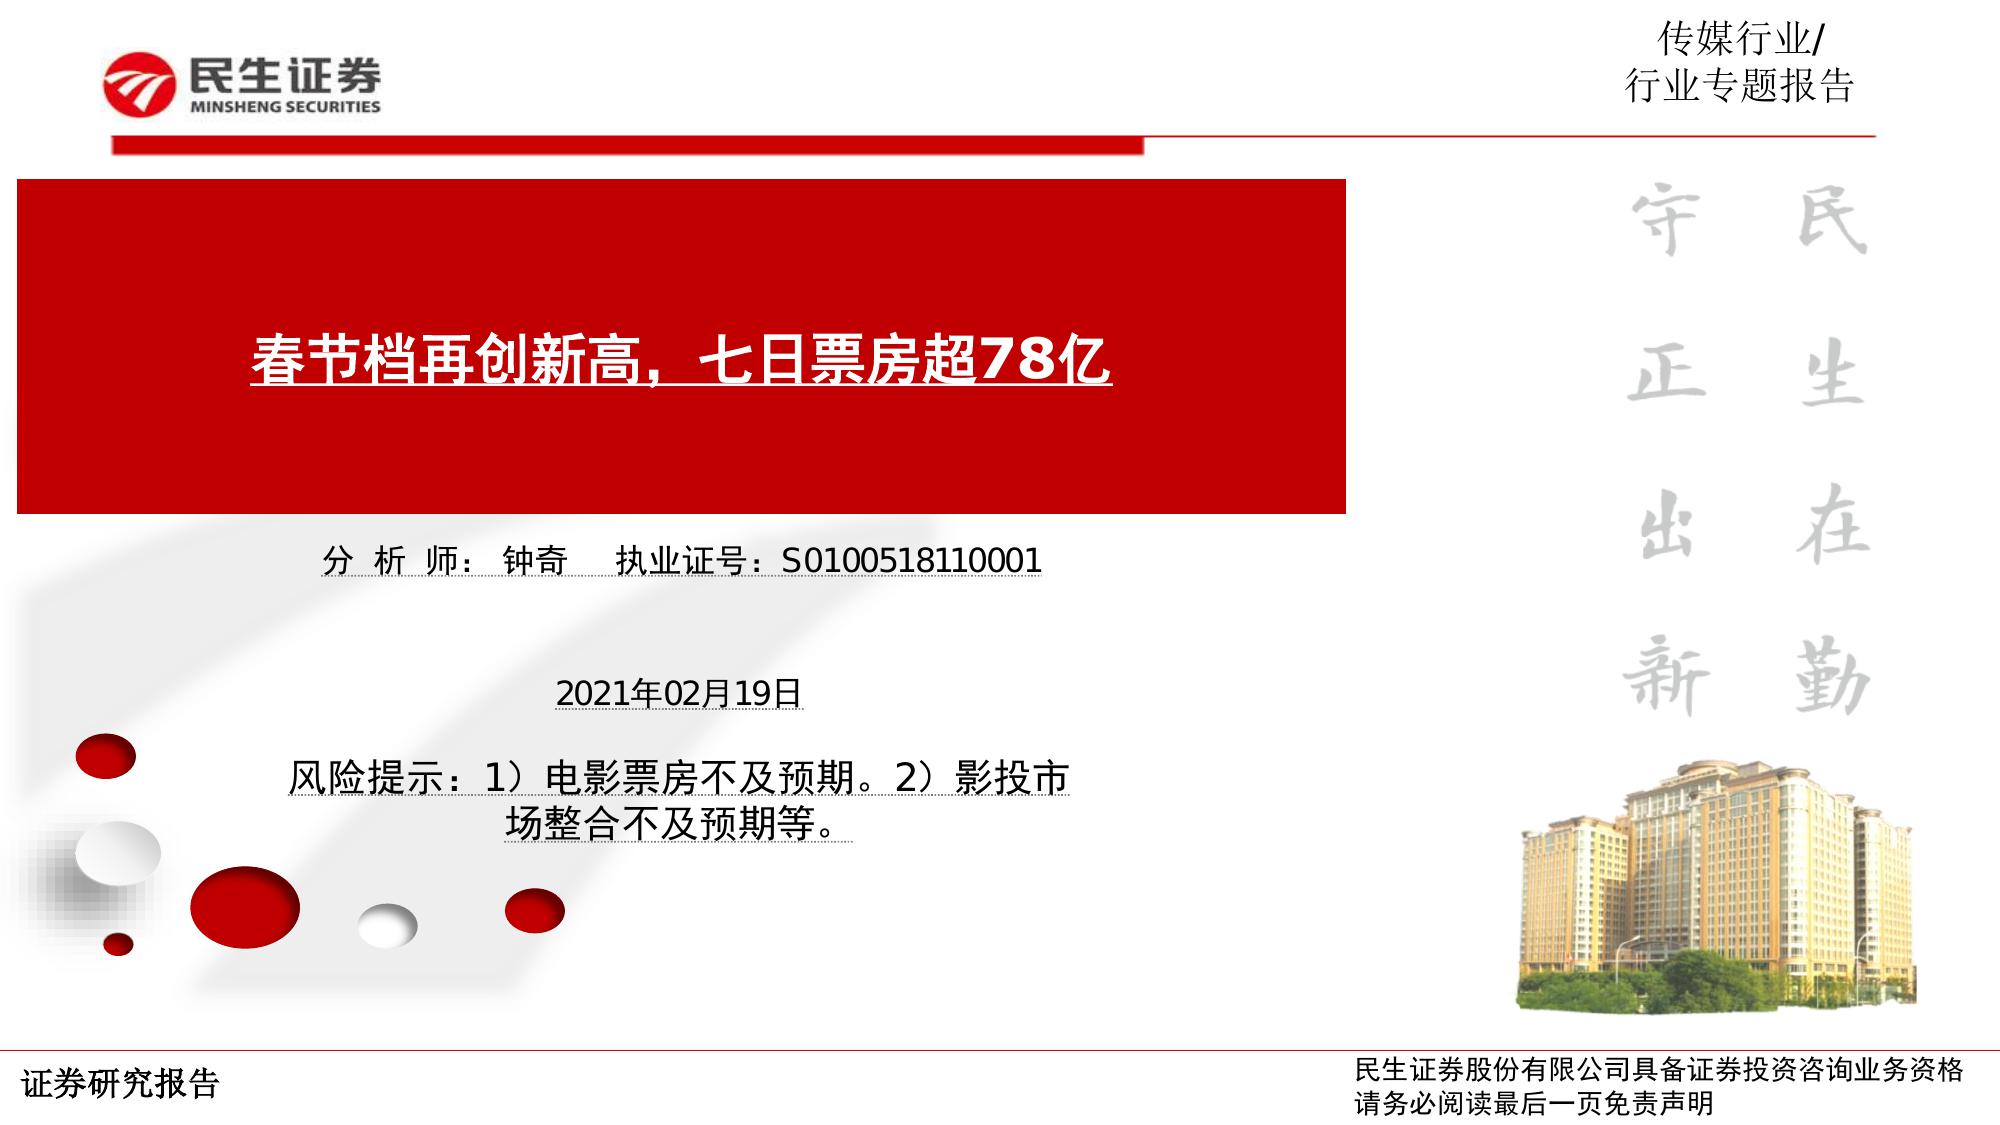 民生证券
MINSHENG SECURITIES
传媒行业/
行业专题报告
春节档再创新高，七日票房超78亿
分 析 师： 钟奇 执业证号：S0100518110001
2021年02月19日
风险提示：1）电影票房不及预期。2）影投市
场整合不及预期等。
民生在勤
守正出新
证券研究报告
民生证券股份有限公司具备证券投资咨询业务资格
请务必阅读最后一页免责声明